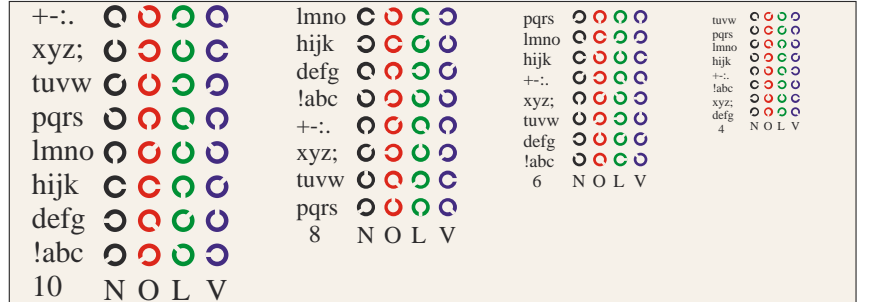 +-:.
xyz;
tuvw
pqrs
lmno
hijk
defg
!abc
10 N O L V
lmno
hijk
defg
!abc
+-:.
xyz;
tuvw
pqrs
8 N O L V
pqrs
lmno
hijk
+-:.
xyz;
tuvw
defg
!abc
6 N O L V
tuvw
pqrs
lmno
hijk
+-:.
!abc
xyz;
defg
4 N O L V